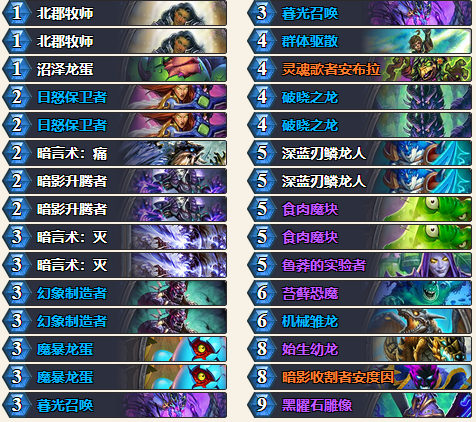 1 北郡牧师
1 北郡牧师
1 沼泽龙蛋
2 日怒保卫者
2 日怒保卫者
2 暗言术：痛
2 暗影升腾者
2 暗影升腾者
3 暗言术：灭
3 暗言术：灭
3 幻象制造者
3 幻象制造者
3 魔暴龙蛋
3 魔暴龙蛋
3 暮光召唤
3 暮光召唤
4 群体驱散
4 灵魂歌者安布拉
4 破晓之龙
4 破晓之龙
5 深蓝刃鳞龙人
5 深蓝刃鳞龙人
5 食肉魔块
5 食肉魔块
5 鲁莽的实验者
6 苔藓恐魔
6 机械雏龙
8 始生幼龙
8 暗影收割者安度因
9 黑曜石雕像